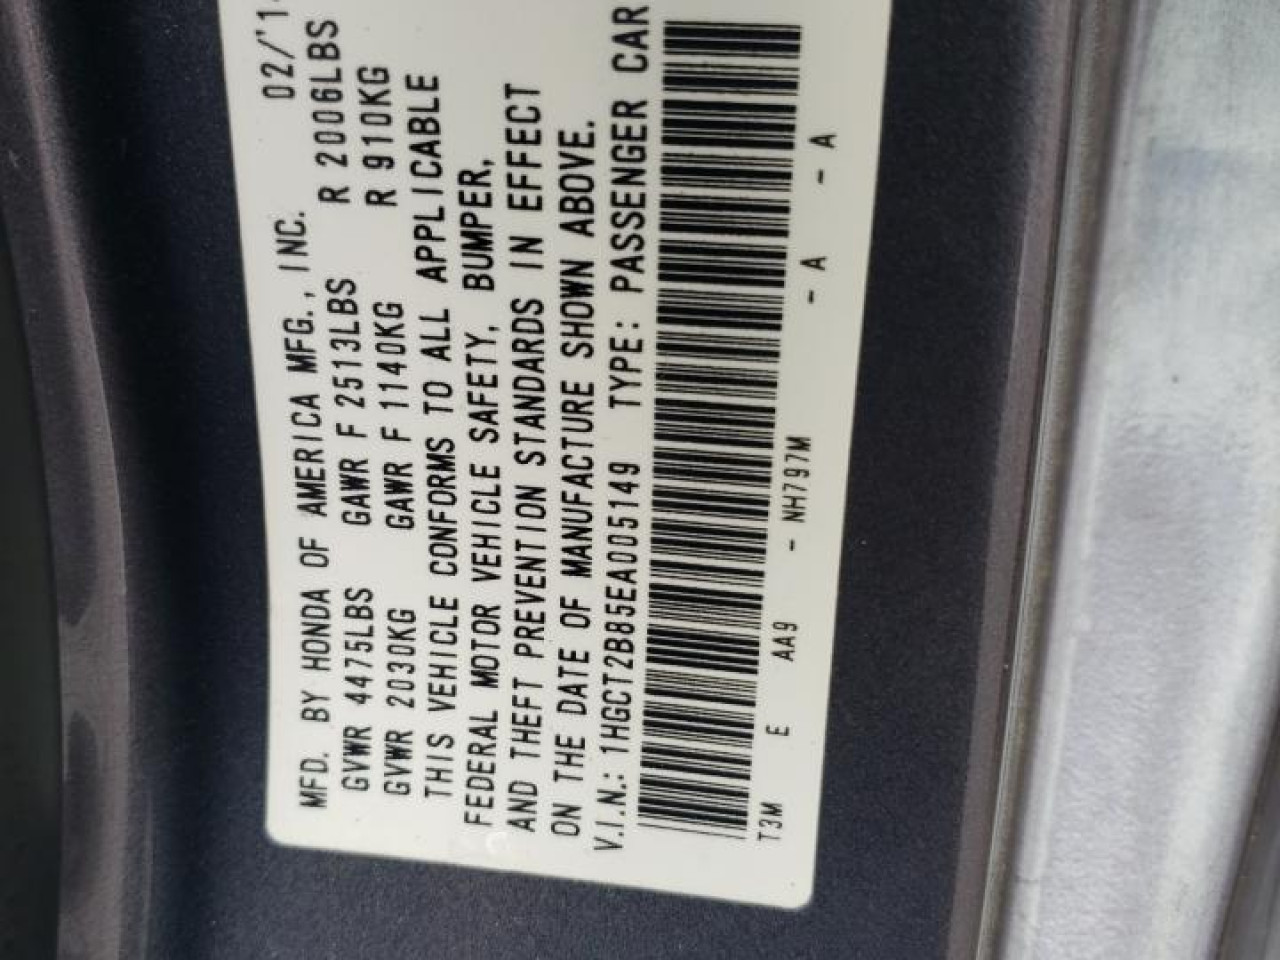 MFD. BY HONDA OF AMERICA MFG., INC. 02/'1
GVWR 4475LBS GAWR F 2513LBS R 2006LBS
GVWR 2030KG GAWR F 1140KG R 910KG
THIS VEHICLE CONFORMS TO ALL APPLICABLE
FEDERAL MOTOR VEHICLE SAFETY, BUMPER,
AND THEFT PREVENTION STANDARDS IN EFFECT
ON THE DATE OF MANUFACTURE SHOWN ABOVE.
V.I.N.: 1HGCT2B85EA005149 TYPE: PASSENGER CAR
T3M E AA9 - NH797M - A - A